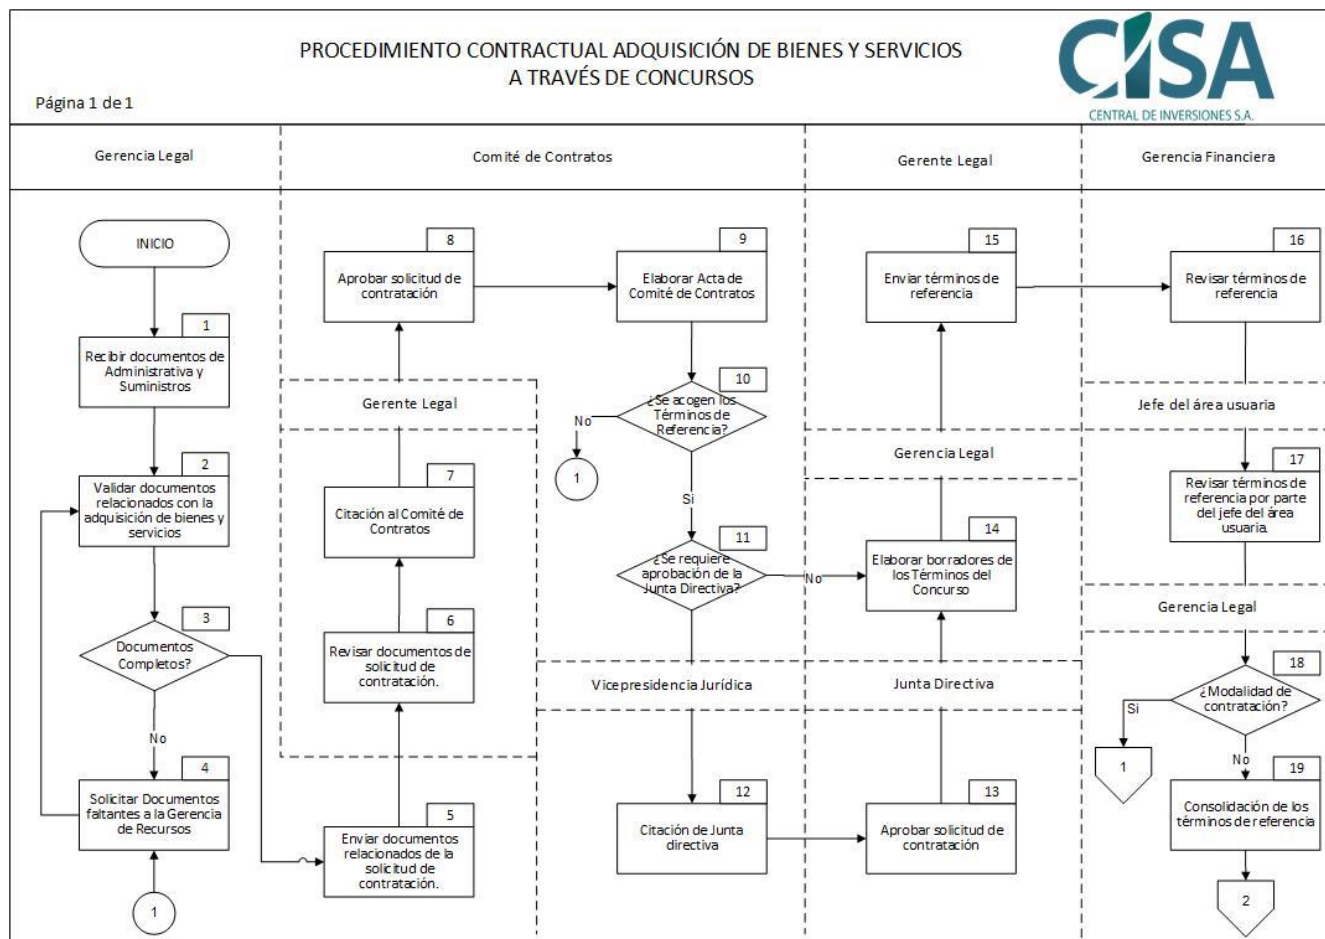 PROCEDIMIENTO CONTRACTUAL ADQUISICIÓN DE BIENES Y SERVICIOS
A TRAVÉS DE CONCURSOS
Página 1 de 1
CISA
CENTRAL DE INVERSIONES S.A.
Gerencia Legal
Comité de Contratos
Gerente Legal
Gerencia Financiera
INICIO
1
Recibir documentos de
Administrativa y
Suministros
2
Validar documentos
relacionados con la
adquisición de bienes y
servicios
3
Documentos
Completos?
No
4
Solicitar Documentos
faltantes a la Gerencia
de Recursos
1
8
Aprobar solicitud de
contratación
Gerente Legal
7
Citación al Comité de
Contratos
6
Revisar documentos de
solicitud de
contratación.
5
Enviar documentos
relacionados de la
solicitud de
contratación.
9
Elaborar Acta de
Comité de Contratos
10
¿Se acogen los
Términos de
Referencia?
No
1
Si
11
¿Se requiere
aprobación de la
Junta Directiva?
No
Vicepresidencia Jurídica
12
Citación de Junta
directiva
15
Enviar términos de
referencia
Gerencia Legal
14
Elaborar borradores de
los Términos del
Concurso
Junta Directiva
13
Aprobar solicitud de
contratación
16
Revisar términos de
referencia
Jefe del área usuaria
17
Revisar términos de
referencia por parte
del jefe del área
usuaria.
Gerencia Legal
18
¿Modalidad de
contratación?
Si
1
No
19
Consolidación de los
términos de referencia
2